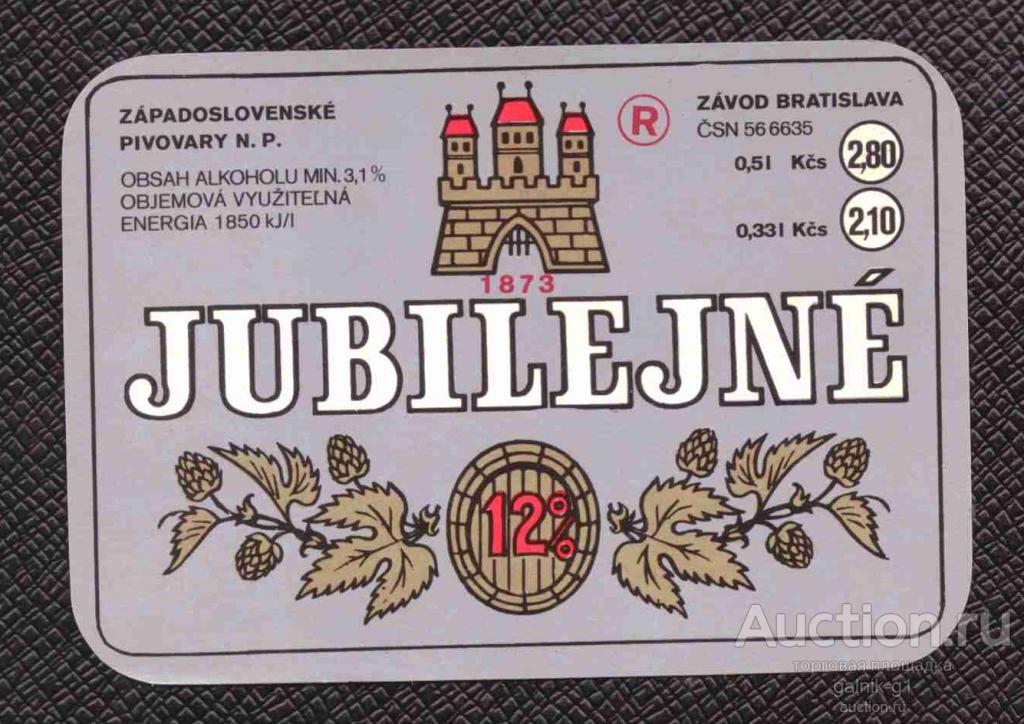 ZÁPADOSLOVENSKÉ
PIVOVARY N. P.
OBSAH ALKOHOLU MIN. 3,1%
OBJEMOVÁ VYUŽITEĽNÁ
ENERGIA 1850 kJ/l
R
ZÁVOD BRATISLAVA
ČSN 56 6635
0,5l Kčs 2,80
0,33l Kčs 2,10
1873
JUBILEJNÉ
12%
Auction.ru
торговая площадка
galnik-g1
auction.ru